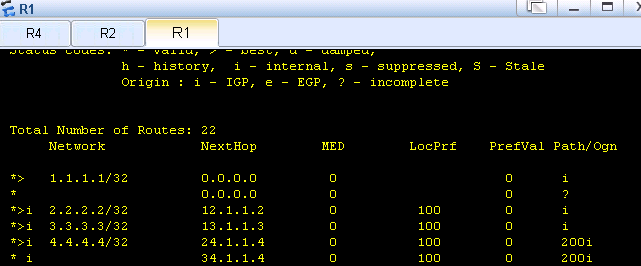 R1
R4 R2 R1
Status codes: * - valid, > - best, d - damped,
h - history, i - internal, s - suppressed, S - Stale
Origin : i - IGP, e - EGP, ? - incomplete
Total Number of Routes: 22
Network NextHop MED LocPrf PrefVal Path/Ogn
*> 1.1.1.1/32 0.0.0.0 0 0 i
* 0.0.0.0 0 0 ?
*>i 2.2.2.2/32 12.1.1.2 0 100 0 i
*>i 3.3.3.3/32 13.1.1.3 0 100 0 i
*>i 4.4.4.4/32 24.1.1.4 0 100 0 200i
* i 34.1.1.4 0 100 0 200i